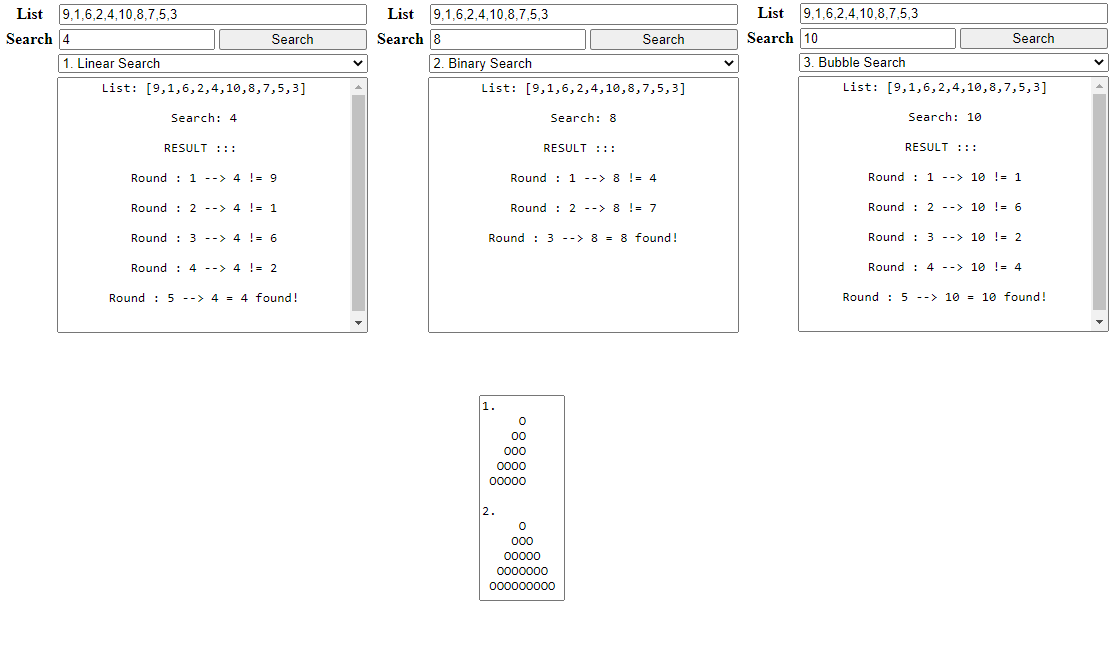 List 9,1,6,2,4,10,8,7,5,3
Search 4 Search
1. Linear Search
List: [9,1,6,2,4,10,8,7,5,3]
Search: 4
RESULT :::
Round : 1 --> 4 != 9
Round : 2 --> 4 != 1
Round : 3 --> 4 != 6
Round : 4 --> 4 != 2
Round : 5 --> 4 = 4 found!
List 9,1,6,2,4,10,8,7,5,3
Search 8 Search
2. Binary Search
List: [9,1,6,2,4,10,8,7,5,3]
Search: 8
RESULT :::
Round : 1 --> 8 != 4
Round : 2 --> 8 != 7
Round : 3 --> 8 = 8 found!
List 9,1,6,2,4,10,8,7,5,3
Search 10 Search
3. Bubble Search
List: [9,1,6,2,4,10,8,7,5,3]
Search: 10
RESULT :::
Round : 1 --> 10 != 1
Round : 2 --> 10 != 6
Round : 3 --> 10 != 2
Round : 4 --> 10 != 4
Round : 5 --> 10 = 10 found!
1.
O
OO
OOO
OOOO
OOOOO
2.
O
OOO
OOOOO
OOOOOOO
OOOOOOOOO